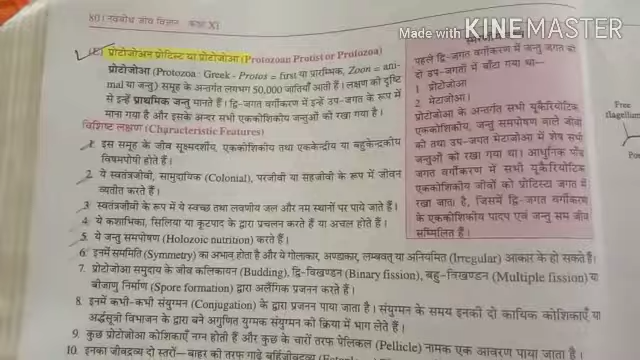 80 | नवबोध जीव विज्ञान कक्षा XI
Made with KINEMASTER
(E) प्रोटोजोअन प्रोटिस्ट या प्रोटोजोआ (Protozoan Protist or Protozoa)
प्रोटोजोआ (Protozoa : Greek - Protos = first या प्रारम्भिक, Zoon = ani-
mal या जन्तु) समूह के अन्तर्गत लगभग 50,000 जातियाँ आती हैं। लक्षण की दृष्टि
से इन्हें प्राथमिक जन्तु मानते हैं। द्वि-जगत वर्गीकरण में इन्हें उप-जगत के रूप में
माना गया है और इसके अन्दर सभी एककोशिकीय जन्तुओं को रखा गया है।
विशिष्ट लक्षण (Characteristic Features)
1. इस समूह के जीव सूक्ष्मदर्शीय, एककोशिकीय तथा एककेन्द्रीय या बहुकेन्द्रकीय
विषमपोषी होते हैं।
2. ये स्वतंत्रजीवी, सामुदायिक (Colonial), परजीवी या सहजीवी के रूप में जीवन
व्यतीत करते हैं।
3. स्वतंत्रजीवी के रूप में ये स्वच्छ तथा लवणीय जल और नम स्थानों पर पाये जाते हैं।
4. ये कशाभिका, सिलिया या कूटपाद के द्वारा प्रचलन करते हैं या अचल होते हैं।
5. ये जन्तु समपोषण (Holozoic nutrition) करते हैं।
6. इनमें सममिति (Symmetry) का अभाव होता है और ये गोलाकार, अण्डाकार, लम्बवत् या अनियमित (Irregular) आकार के हो सकते हैं।
7. प्रोटोजोआ समुदाय के जीव कलिकायन (Budding), द्वि-विखण्डन (Binary fission), बहु-विखण्डन (Multiple fission) या
बीजाणु निर्माण (Spore formation) द्वारा अलैंगिक प्रजनन करते हैं।
8. इनमें कभी-कभी संयुग्मन (Conjugation) के द्वारा प्रजनन पाया जाता है। संयुग्मन के समय इनकी दो कायिक कोशिकाएँ या
अर्द्धसूत्री विभाजन के द्वारा बने अगुणित युग्मक संयुग्मन को क्रिया में भाग लेते हैं।
9. कुछ प्रोटोजोआ कोशिकाएँ नग्न होती हैं और कुछ के चारों तरफ पेलिकल (Pellicle) नामक एक आवरण पाया जाता है।
10. इनका जीवद्रव्य दो स्तरों—बाहर की तरफ गाढ़े
पहले द्वि-जगत वर्गीकरण में जन्तु जगत को
दो उप-जगतों में बाँटा गया था—
1 प्रोटोजोआ
2 मेटाजोआ।
प्रोटोजोआ के अन्तर्गत सभी यूकैरियोटिक
एककोशिकीय, जन्तु समपोषण वाले जीवों
को तथा उप-जगत मेटाजोआ में शेष सभी
जन्तुओं को रखा गया था। आधुनिक पाँच
जगत वर्गीकरण में सभी यूकैरियोटिक
एककोशिकीय जीवों को प्रोटिस्टा जगत में
रखा जाता है, जिसमें द्वि-जगत वर्गीकरण
के एककोशिकीय पादप एवं जन्तु सम जीव
सम्मिलित हैं।
Free
flagellum